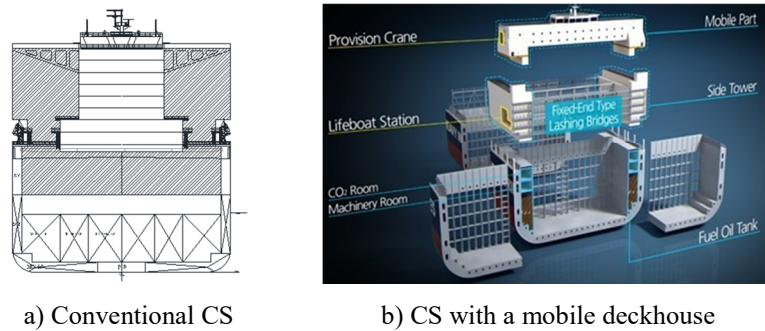 Provision Crane
Mobile Part
Side Tower
Lifeboat Station
Fixed-End Type
Lashing Bridges
CO₂ Room
Machinery Room
Fuel Oil Tank
a) Conventional CS
b) CS with a mobile deckhouse